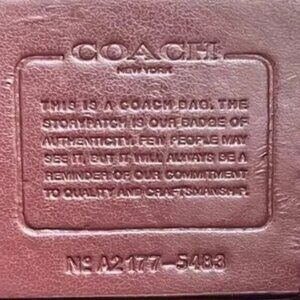 COACH
NEW YORK
THIS IS A COACH BAG. THE
STORYPATCH IS OUR BADGE OF
AUTHENTICITY. FEW PEOPLE MAY
SEE IT, BUT IT WILL ALWAYS BE A
REMINDER OF OUR COMMITMENT
TO QUALITY AND CRAFTSMANSHIP.
Nº A2177-5483